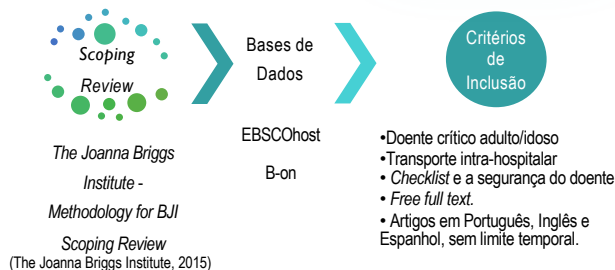 Scoping
Review
The Joanna Briggs
Institute -
Methodology for BJI
Scoping Review
(The Joanna Briggs Institute, 2015)
Bases de
Dados
EBSCOhost
B-on
Critérios
de
Inclusão
•Doente crítico adulto/idoso
•Transporte intra-hospitalar
• Checklist e a segurança do doente
• Free full text.
• Artigos em Português, Inglês e
Espanhol, sem limite temporal.